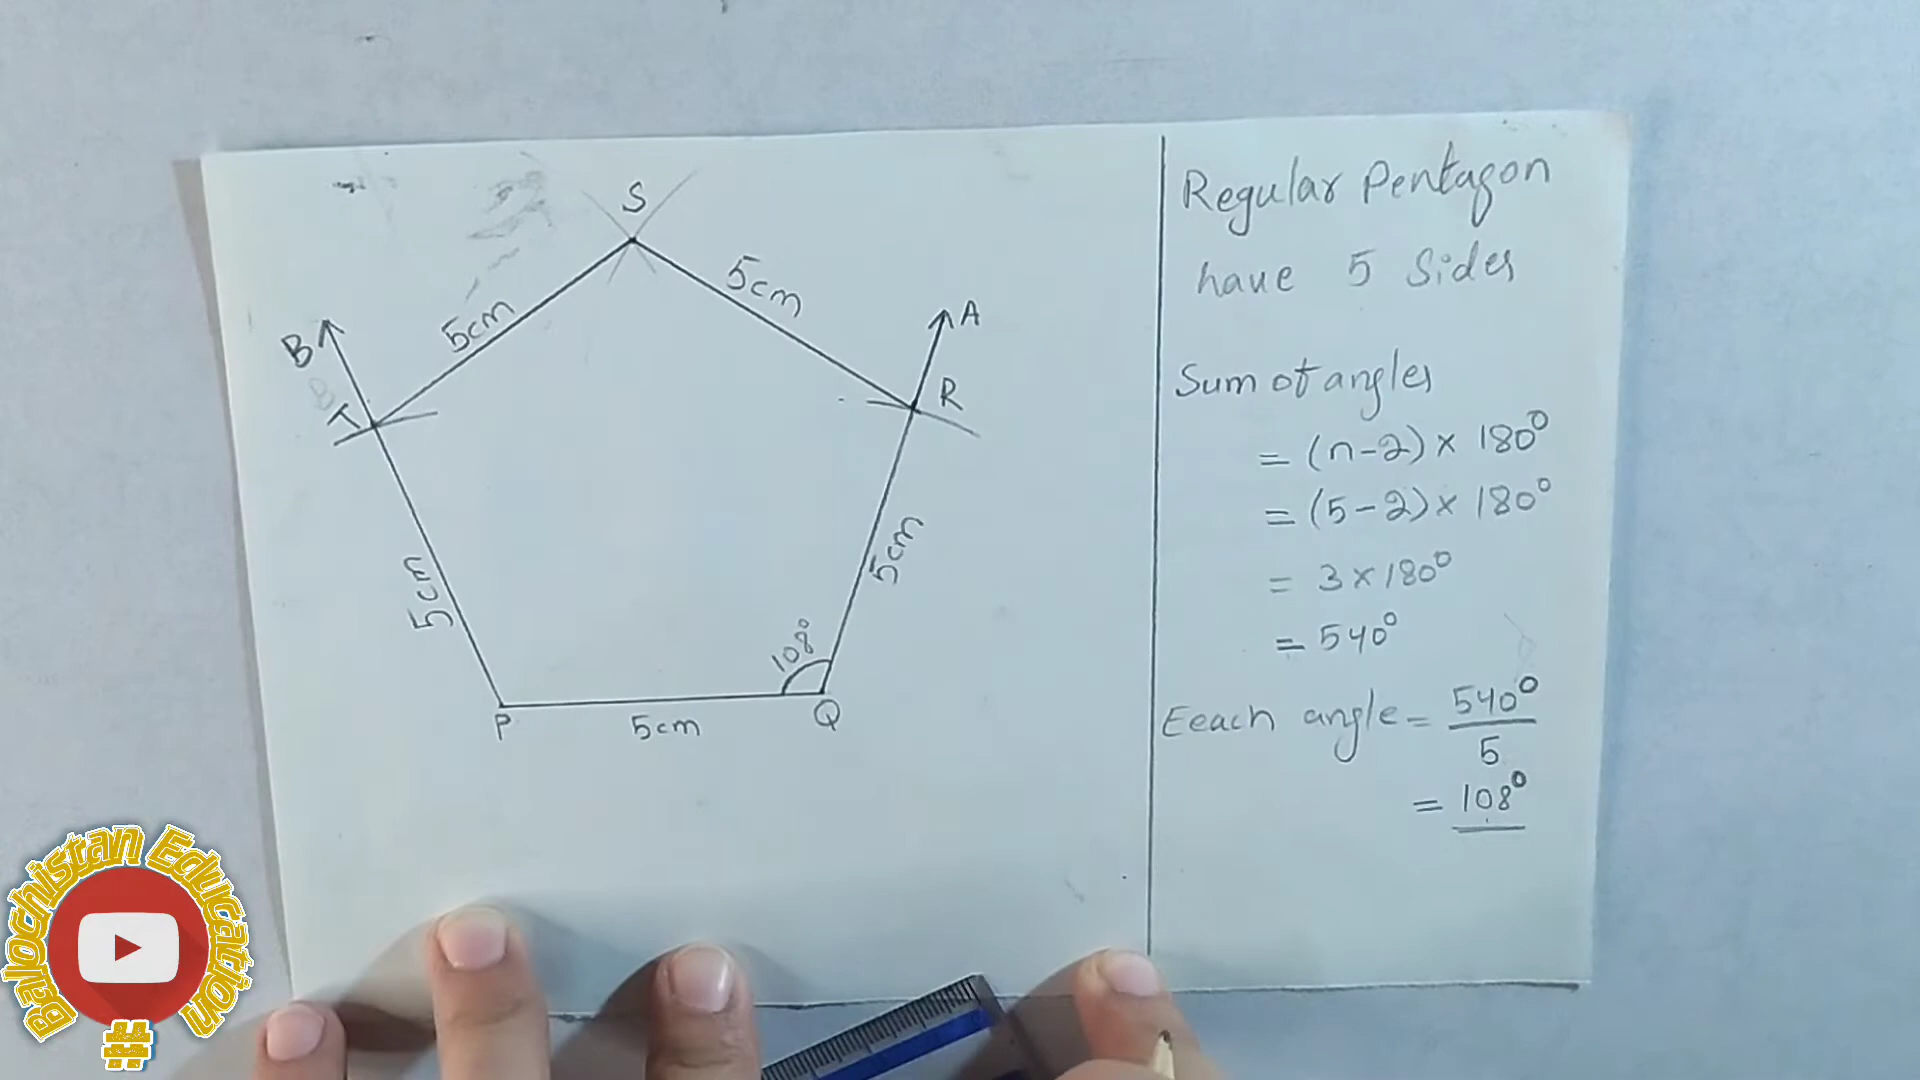 S
5cm
5cm
A
B
B
T
R
5cm
5cm
108°
P
5cm
Q
Regular Pentagon
have 5 Sides
Sum of angles
= (n-2) × 180°
= (5-2) × 180°
= 3 × 180°
= 540°
Eeach angle = 540°
5
= 108°
Balochistan Education
#